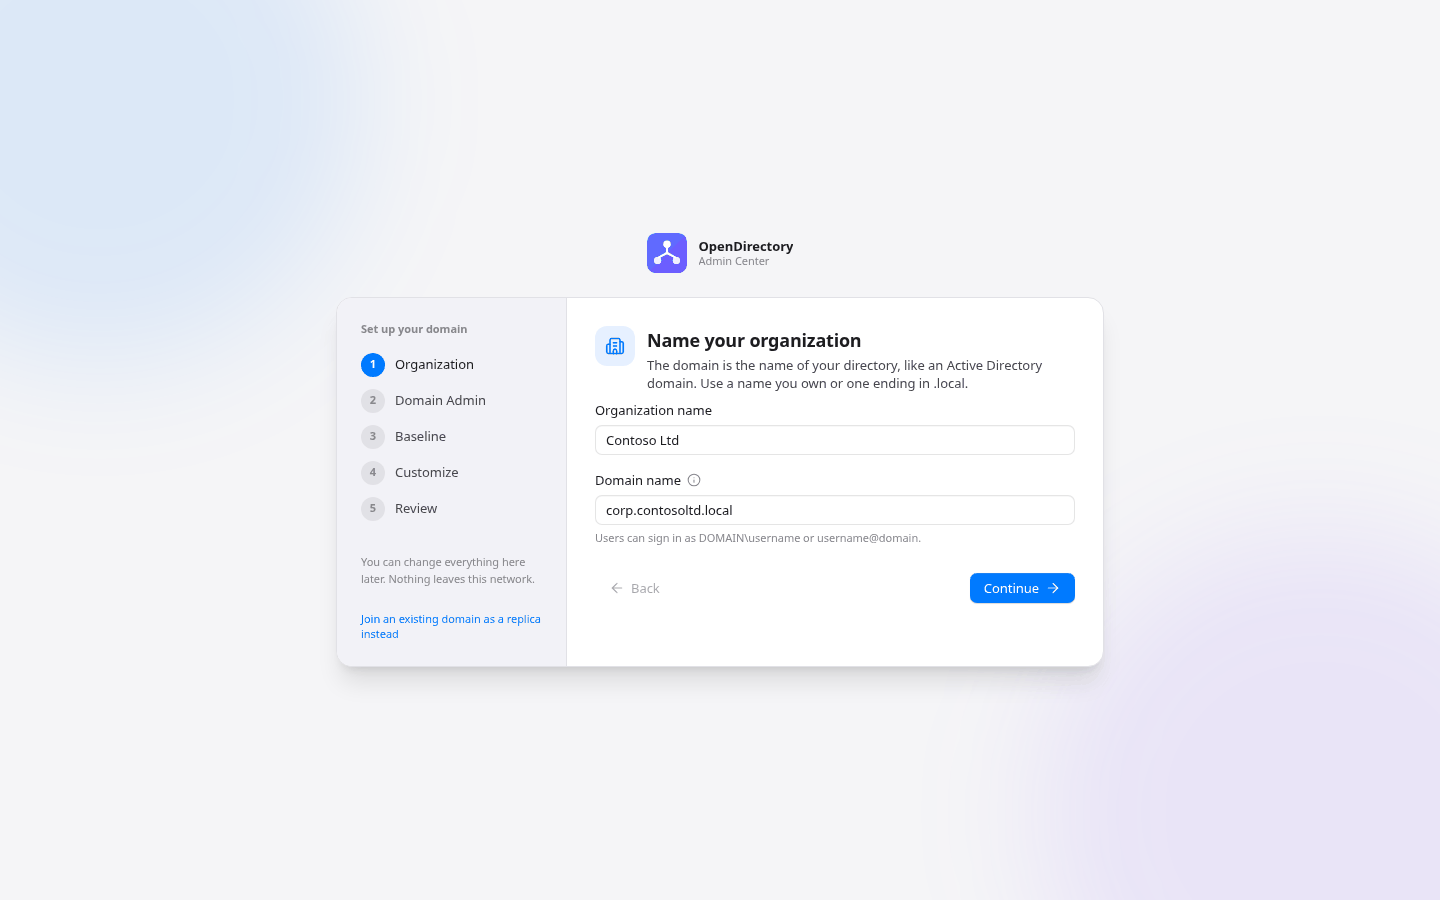 OpenDirectory
Admin Center
Set up your domain
1 Organization
2 Domain Admin
3 Baseline
4 Customize
5 Review
You can change everything here
later. Nothing leaves this network.
Join an existing domain as a replica
instead
Name your organization
The domain is the name of your directory, like an Active Directory
domain. Use a name you own or one ending in .local.
Organization name
Contoso Ltd
Domain name
corp.contosoltd.local
Users can sign in as DOMAIN\username or username@domain.
Back
Continue